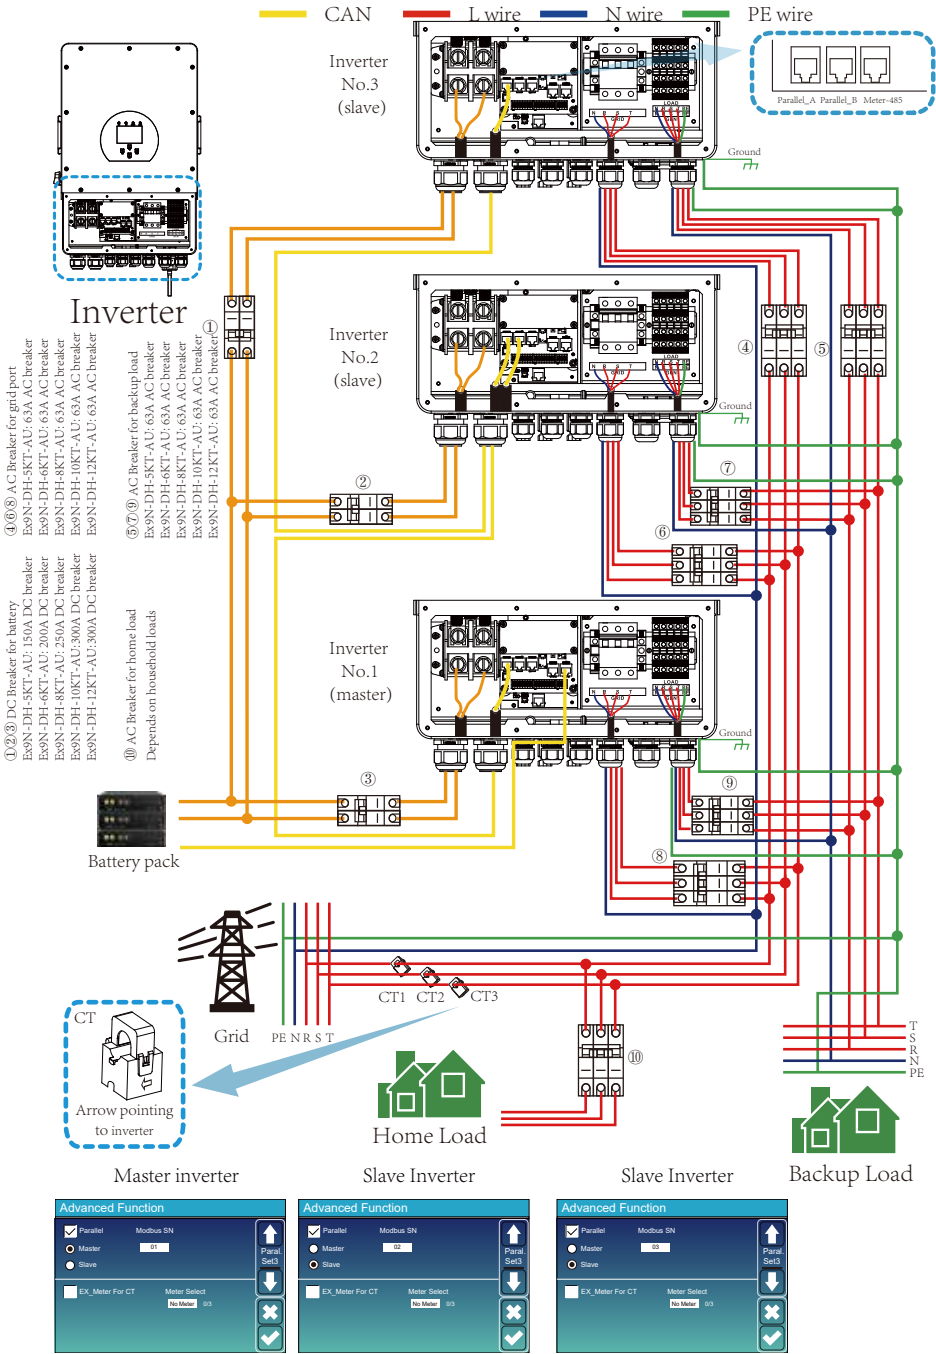 CAN
L wire
N wire
PE wire
Inverter
No.3
(slave)
Parallel_A Parallel_B Meter-485
LOAD
GRID
GEN
N R S T
Ground
Inverter
①
Inverter
No.2
(slave)
LOAD
GRID
GEN
N R S T
Ground
④
⑤
④⑥⑧ AC Breaker for grid port
Ex9N-DH-5KT-AU: 63A AC breaker
Ex9N-DH-6KT-AU: 63A AC breaker
Ex9N-DH-8KT-AU: 63A AC breaker
Ex9N-DH-10KT-AU: 63A AC breaker
Ex9N-DH-12KT-AU: 63A AC breaker
⑤⑦⑨ AC Breaker for backup load
Ex9N-DH-5KT-AU: 63A AC breaker
Ex9N-DH-6KT-AU: 63A AC breaker
Ex9N-DH-8KT-AU: 63A AC breaker
Ex9N-DH-10KT-AU: 63A AC breaker
Ex9N-DH-12KT-AU: 63A AC breaker
②
⑦
⑥
①②③ DC Breaker for battery
Ex9N-DH-5KT-AU: 150A DC breaker
Ex9N-DH-6KT-AU: 200A DC breaker
Ex9N-DH-8KT-AU: 250A DC breaker
Ex9N-DH-10KT-AU:300A DC breaker
Ex9N-DH-12KT-AU:300A DC breaker
⑩ AC Breaker for home load
Depends on household loads
Inverter
No.1
(master)
LOAD
GRID
GEN
N R S T
Ground
③
⑨
⑧
Battery pack
Grid
PE N R S T
CT1 CT2 CT3
CT
Arrow pointing
to inverter
⑩
Home Load
T
S
R
N
PE
Backup Load
Master inverter
Advanced Function
Parallel
Modbus SN
Master
01
Slave
Paral.
Set3
EX_Meter For CT
Meter Select
No Meter 0/3
Slave Inverter
Advanced Function
Parallel
Modbus SN
Master
02
Slave
Paral.
Set3
EX_Meter For CT
Meter Select
No Meter 0/3
Slave Inverter
Advanced Function
Parallel
Modbus SN
Master
03
Slave
Paral.
Set3
EX_Meter For CT
Meter Select
No Meter 0/3